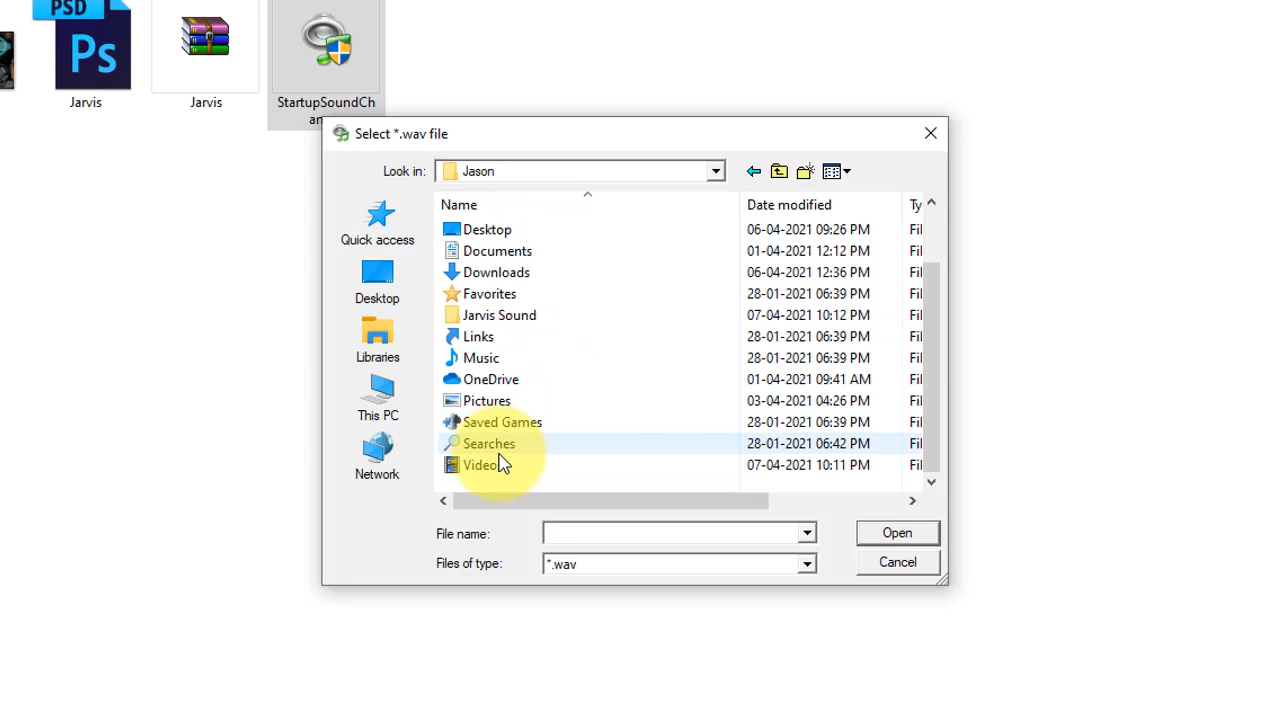 PSD
Ps
Jarvis
Jarvis
StartupSoundCh
an
Select *.wav file
Look in:
Jason
Name
Date modified
Ty
Quick access
Desktop
Libraries
This PC
Network
Desktop 06-04-2021 09:26 PM Fil
Documents 01-04-2021 12:12 PM Fil
Downloads 06-04-2021 12:36 PM Fil
Favorites 28-01-2021 06:39 PM Fil
Jarvis Sound 07-04-2021 10:12 PM Fil
Links 28-01-2021 06:39 PM Fil
Music 28-01-2021 06:39 PM Fil
OneDrive 01-04-2021 09:41 AM Fil
Pictures 03-04-2021 04:26 PM Fil
Saved Games 28-01-2021 06:39 PM Fil
Searches 28-01-2021 06:42 PM Fil
Videos 07-04-2021 10:11 PM Fil
File name:
Open
Files of type:
*.wav
Cancel